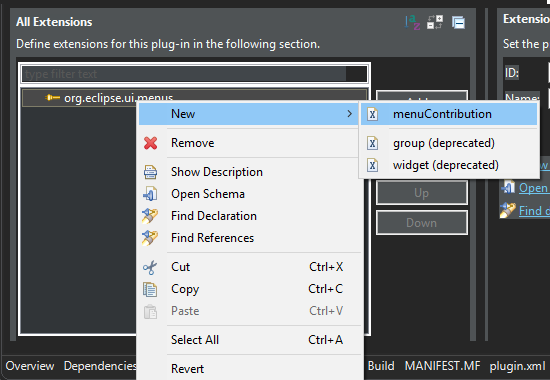 All Extensions
Define extensions for this plug-in in the following section.
type filter text
org.eclipse.ui.menus
New
Remove
Show Description
Open Schema
Find Declaration
Find References
Cut Ctrl+X
Copy Ctrl+C
Paste Ctrl+V
Select All Ctrl+A
Revert
menuContribution
group (deprecated)
widget (deprecated)
Up
Down
Set the p
ID:
Name:
Open
Find d
Overview Dependencies Build MANIFEST.MF plugin.xml